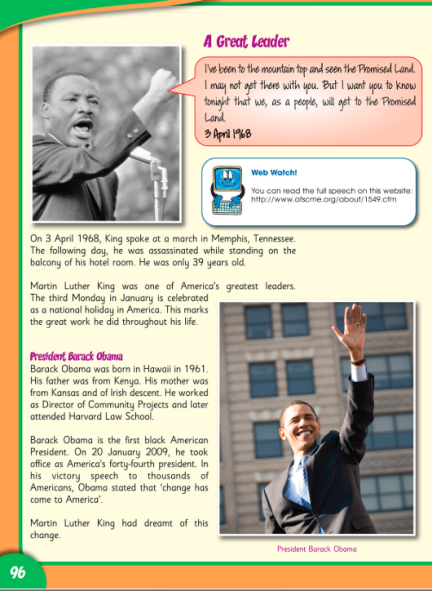 A Great Leader
I've been to the mountain top and seen the Promised Land.
I may not get there with you. But I want you to know
tonight that we, as a people, will get to the Promised
Land.
3 April 1968
Web Watch!
You can read the full speech on this website:
http://www.afscme.org/about/1549.cfm
On 3 April 1968, King spoke at a march in Memphis, Tennessee.
The following day, he was assassinated while standing on the
balcony of his hotel room. He was only 39 years old.
Martin Luther King was one of America's greatest leaders.
The third Monday in January is celebrated
as a national holiday in America. This marks
the great work he did throughout his life.
President Barack Obama
Barack Obama was born in Hawaii in 1961.
His father was from Kenya. His mother was
from Kansas and of Irish descent. He worked
as Director of Community Projects and later
attended Harvard Law School.
Barack Obama is the first black American
President. On 20 January 2009, he took
office as America's forty-fourth president. In
his victory speech to thousands of
Americans, Obama stated that 'change has
come to America'.
Martin Luther King had dreamt of this
change.
President Barack Obama
96